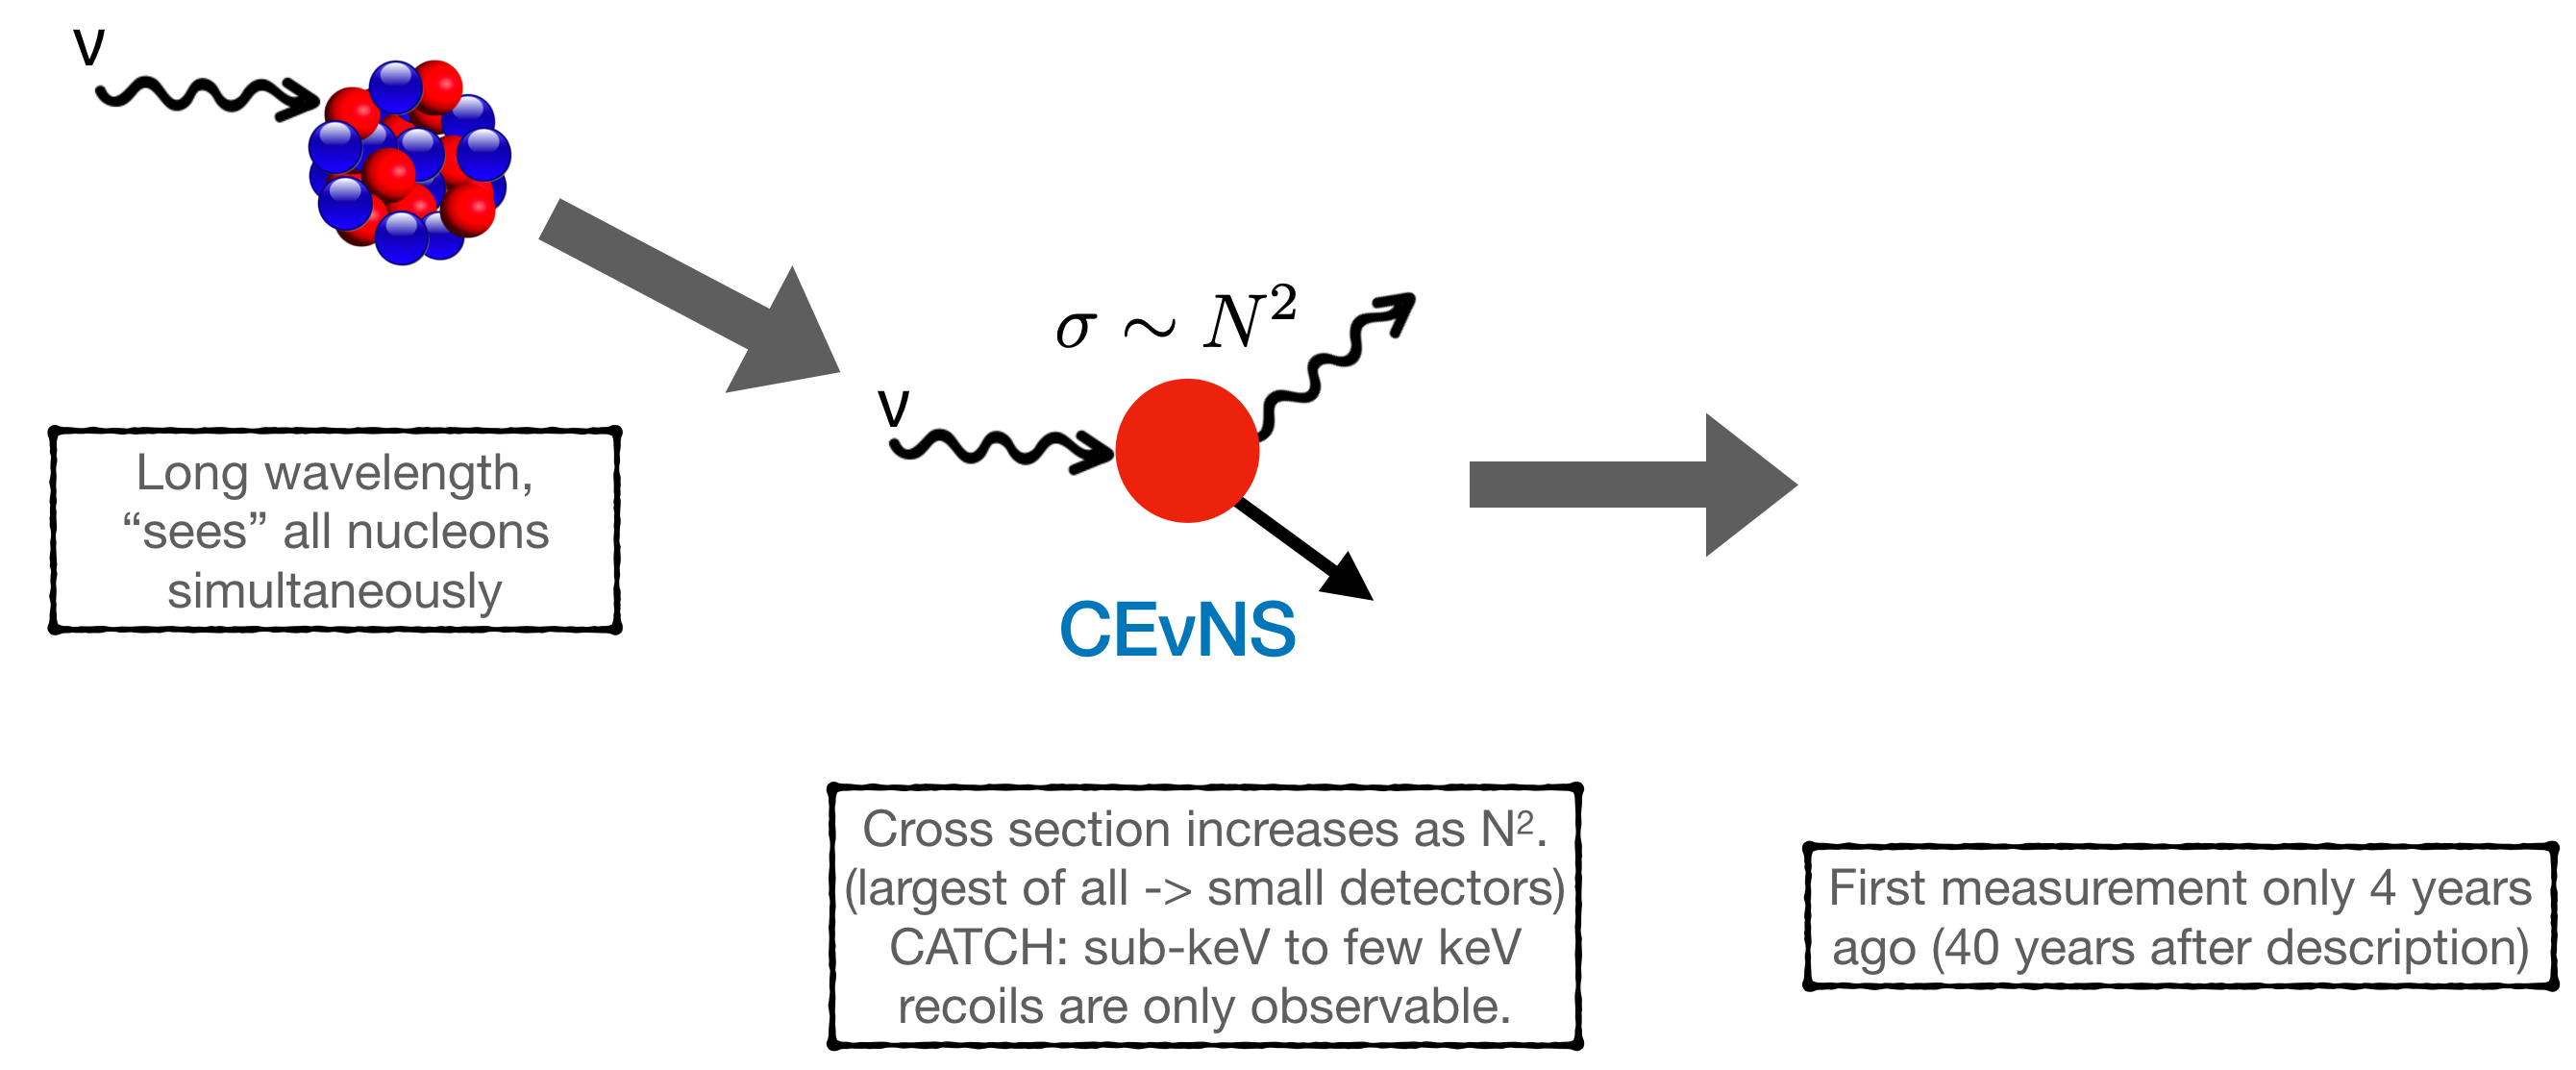 ν
Long wavelength,
“sees” all nucleons
simultaneously
σ ∼ N²
ν
CEνNS
Cross section increases as N².
(largest of all -> small detectors)
CATCH: sub-keV to few keV
recoils are only observable.
First measurement only 4 years
ago (40 years after description)